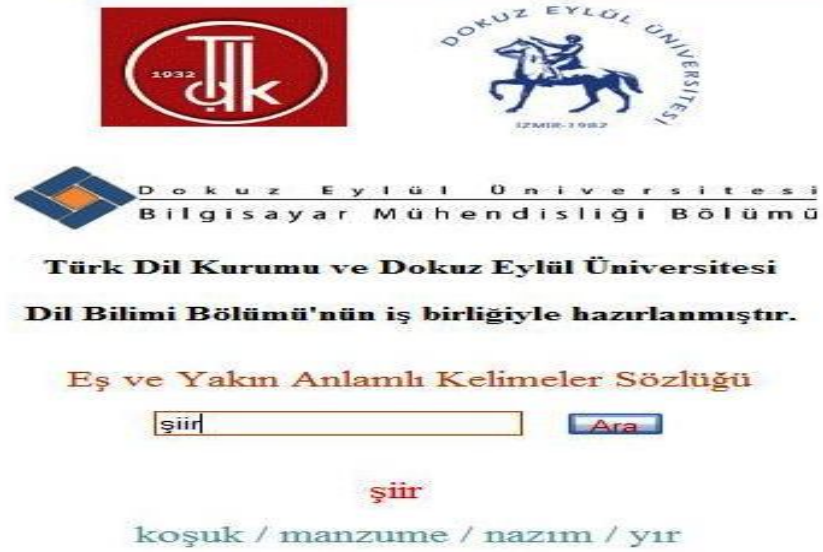 1932
TDK
DOKUZ EYLÜL ÜNİVERSİTESİ
İZMİR-1982
Dokuz Eylül Üniversitesi
Bilgisayar Mühendisliği Bölümü
Türk Dil Kurumu ve Dokuz Eylül Üniversitesi
Dil Bilimi Bölümü'nün iş birliğiyle hazırlanmıştır.
Eş ve Yakın Anlamlı Kelimeler Sözlüğü
şiir
Ara
şiir
koşuk / manzume / nazım / yır